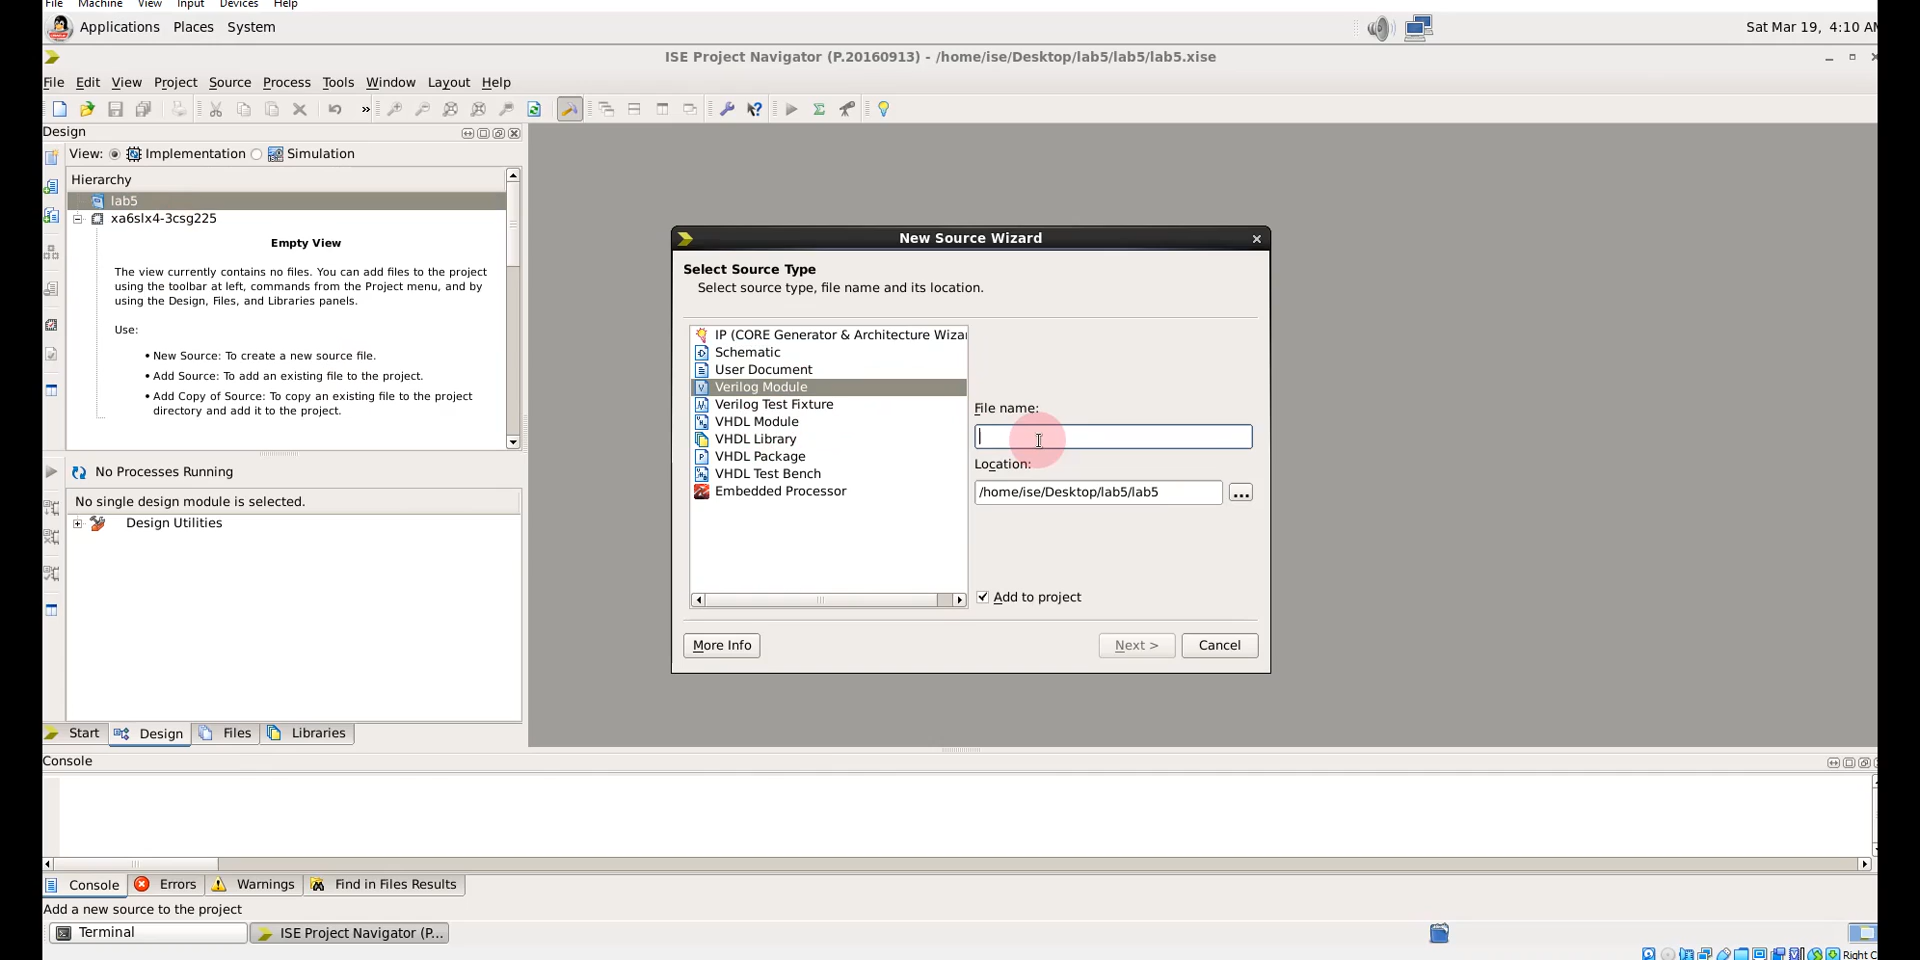 File Machine View Input Devices Help
Applications Places System
Sat Mar 19, 4:10 AM
ISE Project Navigator (P.20160913) - /home/ise/Desktop/lab5/lab5/lab5.xise
File Edit View Project Source Process Tools Window Layout Help
»
Design
View: Implementation Simulation
Hierarchy
lab5
xa6slx4-3csg225
Empty View
The view currently contains no files. You can add files to the project
using the toolbar at left, commands from the Project menu, and by
using the Design, Files, and Libraries panels.
Use:
• New Source: To create a new source file.
• Add Source: To add an existing file to the project.
• Add Copy of Source: To copy an existing file to the project
directory and add it to the project.
No Processes Running
No single design module is selected.
Design Utilities
Start Design Files Libraries
New Source Wizard
Select Source Type
Select source type, file name and its location.
IP (CORE Generator & Architecture Wizar
Schematic
User Document
Verilog Module
Verilog Test Fixture
VHDL Module
VHDL Library
VHDL Package
VHDL Test Bench
Embedded Processor
File name:
Location:
/home/ise/Desktop/lab5/lab5
...
Add to project
More Info
Next >
Cancel
Console
Console Errors Warnings Find in Files Results
Add a new source to the project
Terminal
ISE Project Navigator (P...
Right C